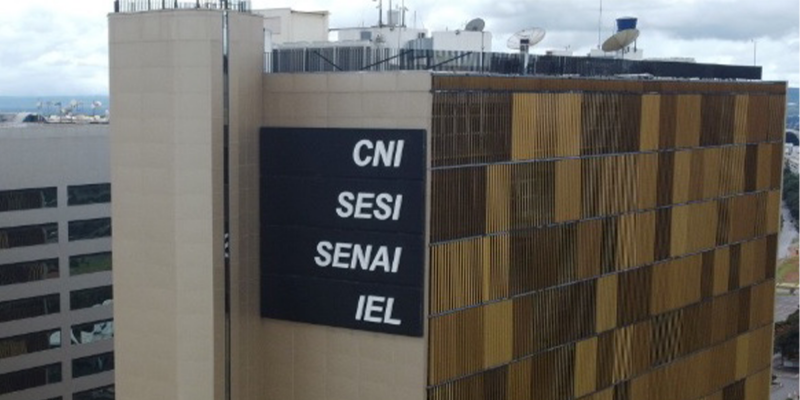 CNI
SESI
SENAI
IEL